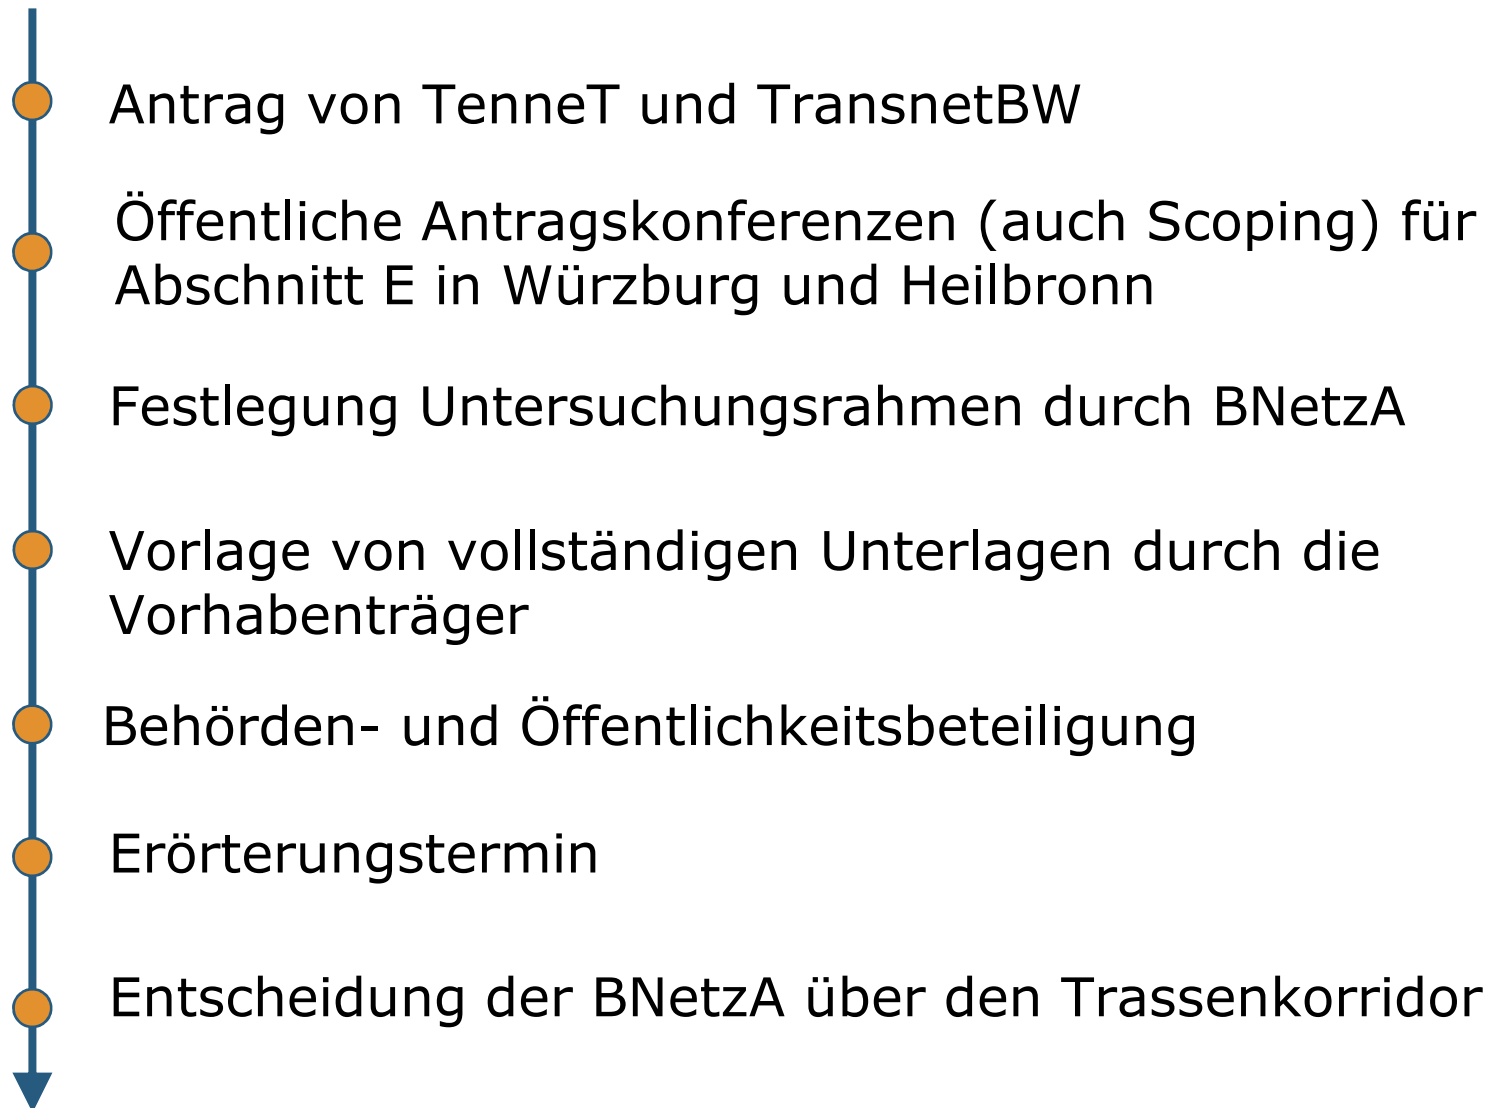 Antrag von TenneT und TransnetBW
Öffentliche Antragskonferenzen (auch Scoping) für
Abschnitt E in Würzburg und Heilbronn
Festlegung Untersuchungsrahmen durch BNetzA
Vorlage von vollständigen Unterlagen durch die
Vorhabenträger
Behörden- und Öffentlichkeitsbeteiligung
Erörterungstermin
Entscheidung der BNetzA über den Trassenkorridor